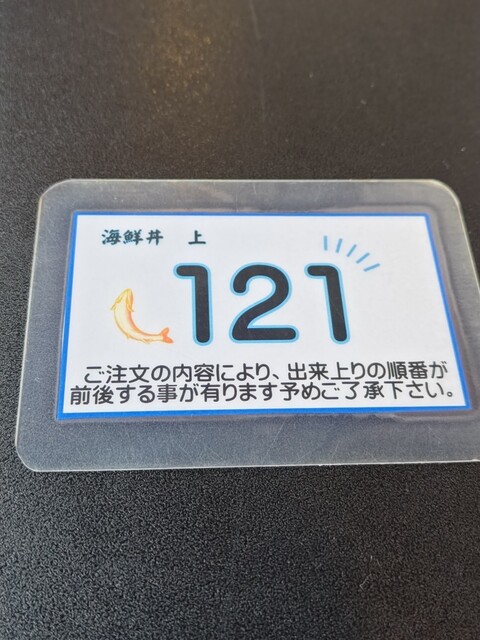 海鮮丼 上
121
ご注文の内容により、出来上りの順番が
前後する事が有ります予めご了承下さい。